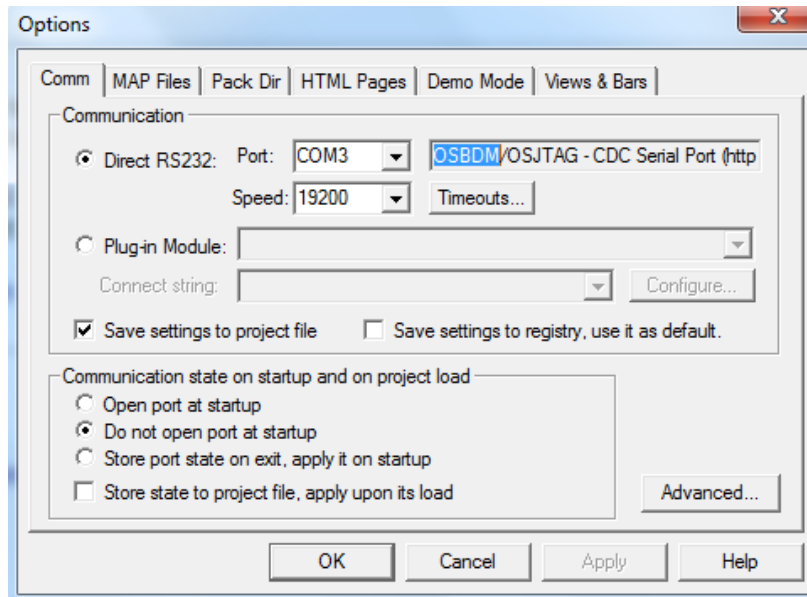 Options
Comm MAP Files Pack Dir HTML Pages Demo Mode Views & Bars
Communication
Direct RS232: Port: COM3 OSBDM/OSJTAG - CDC Serial Port (http
Speed: 19200 Timeouts...
Plug-in Module:
Connect string: Configure...
Save settings to project file Save settings to registry, use it as default.
Communication state on startup and on project load
Open port at startup
Do not open port at startup
Store port state on exit, apply it on startup
Store state to project file, apply upon its load Advanced...
OK Cancel Apply Help